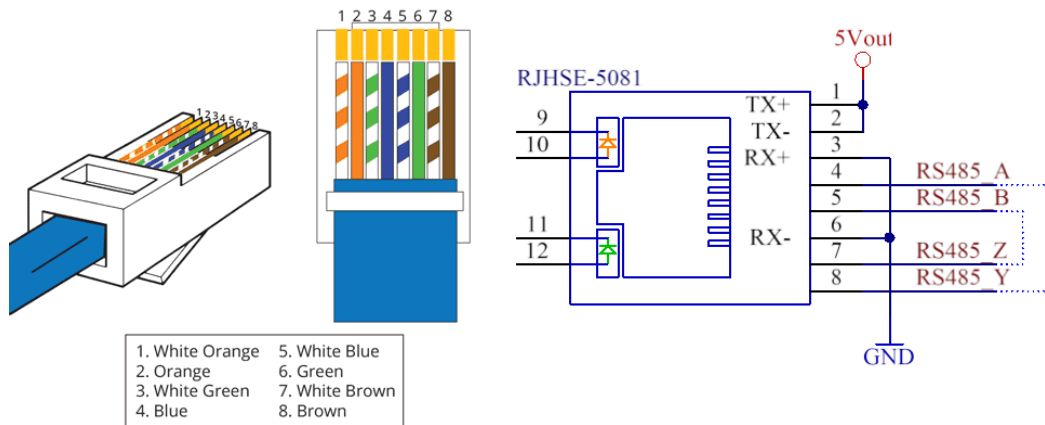 1 2 3 4 5 6 7 8
12345678
1. White Orange
2. Orange
3. White Green
4. Blue
5. White Blue
6. Green
7. White Brown
8. Brown
5Vout
RJHSE-5081
9
10
11
12
TX+ 1
TX- 2
RX+ 3
4 RS485_A
5 RS485_B
RX- 6
7 RS485_Z
8 RS485_Y
GND